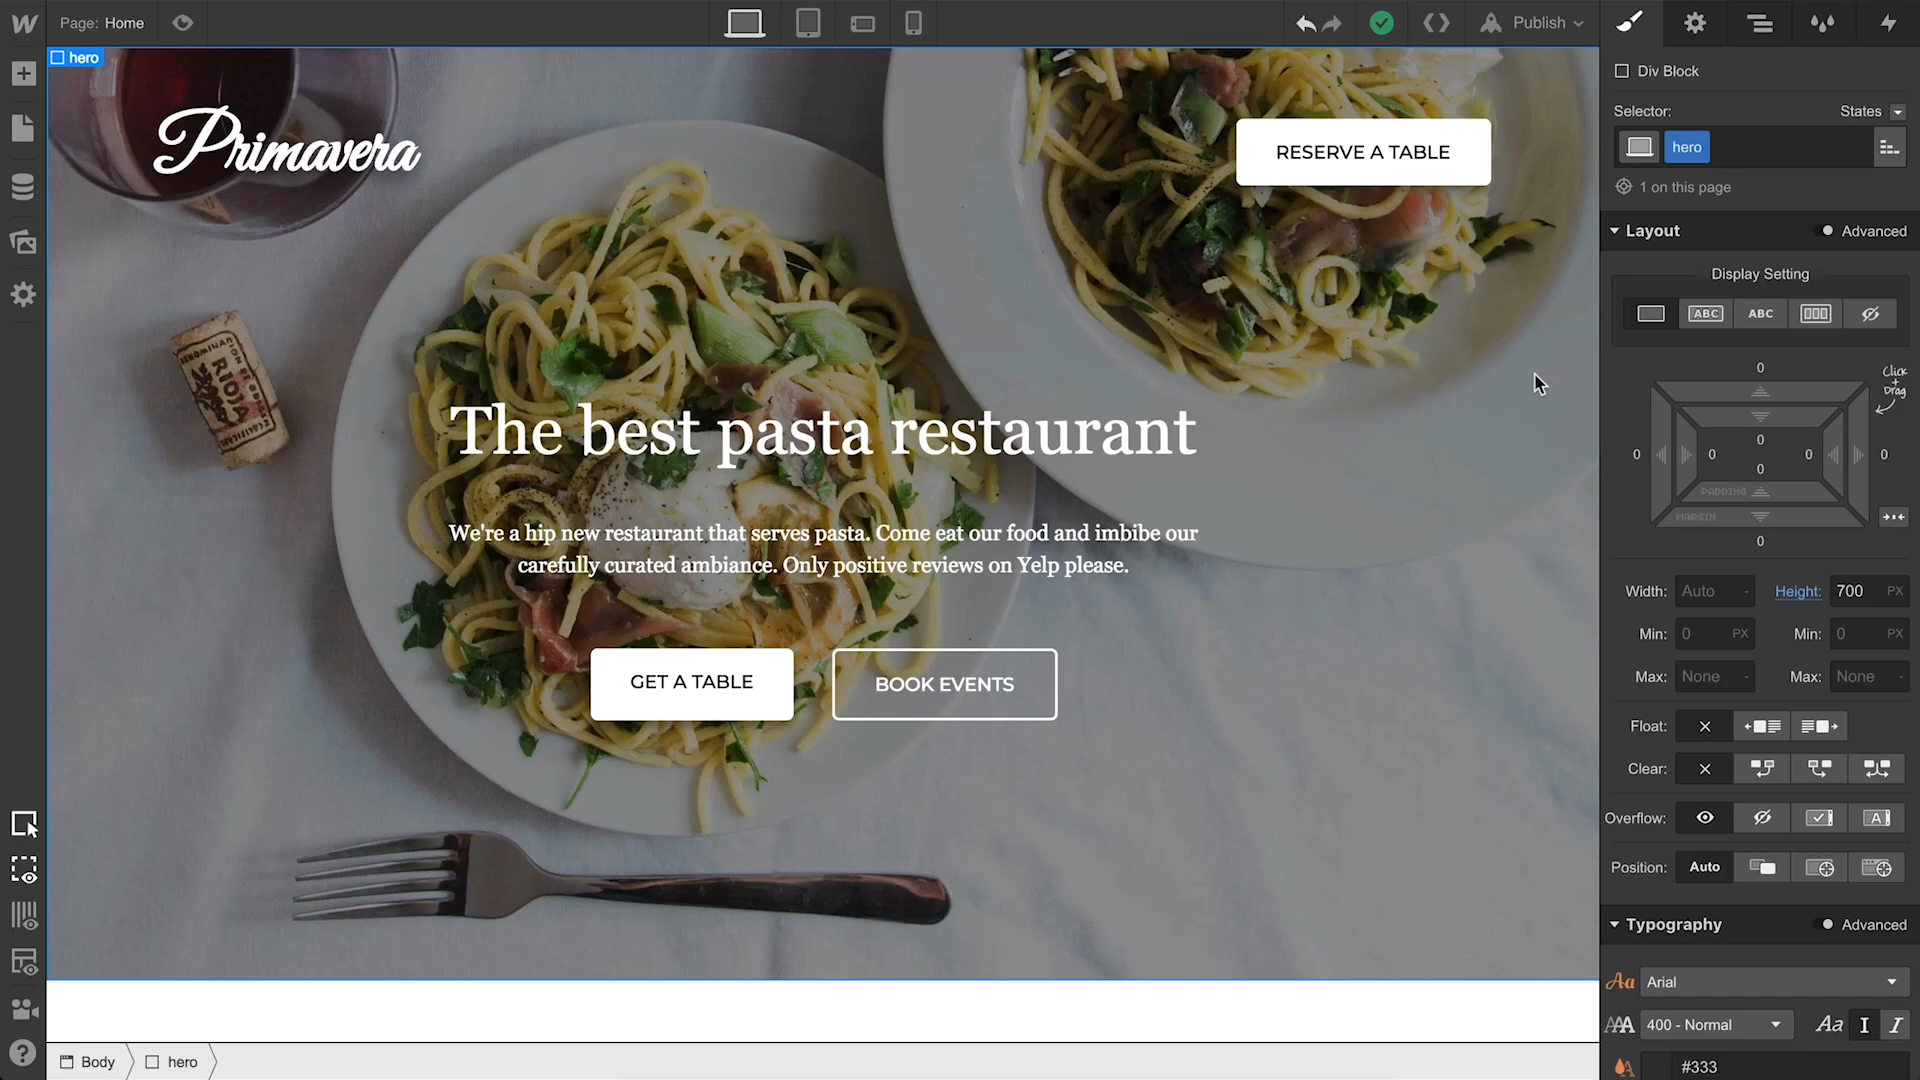 Page: Home
Publish
hero
Primavera
RESERVE A TABLE
RIOJA
The best pasta restaurant
We're a hip new restaurant that serves pasta. Come eat our food and imbibe our
carefully curated ambiance. Only positive reviews on Yelp please.
GET A TABLE
BOOK EVENTS
Body
hero
Div Block
Selector:
States
hero
1 on this page
Layout
Advanced
Display Setting
ABC
ABC
Click
+
Drag
0
0
0
0
0
0
0
0
PADDING
MARGIN
Width: Auto -
Height: 700 PX
Min: 0 PX
Min: 0 PX
Max: None -
Max: None -
Float:
Clear:
Overflow:
A
Position: Auto
Typography
Advanced
Aa Arial
AAA 400 - Normal
Aa I I
A #333